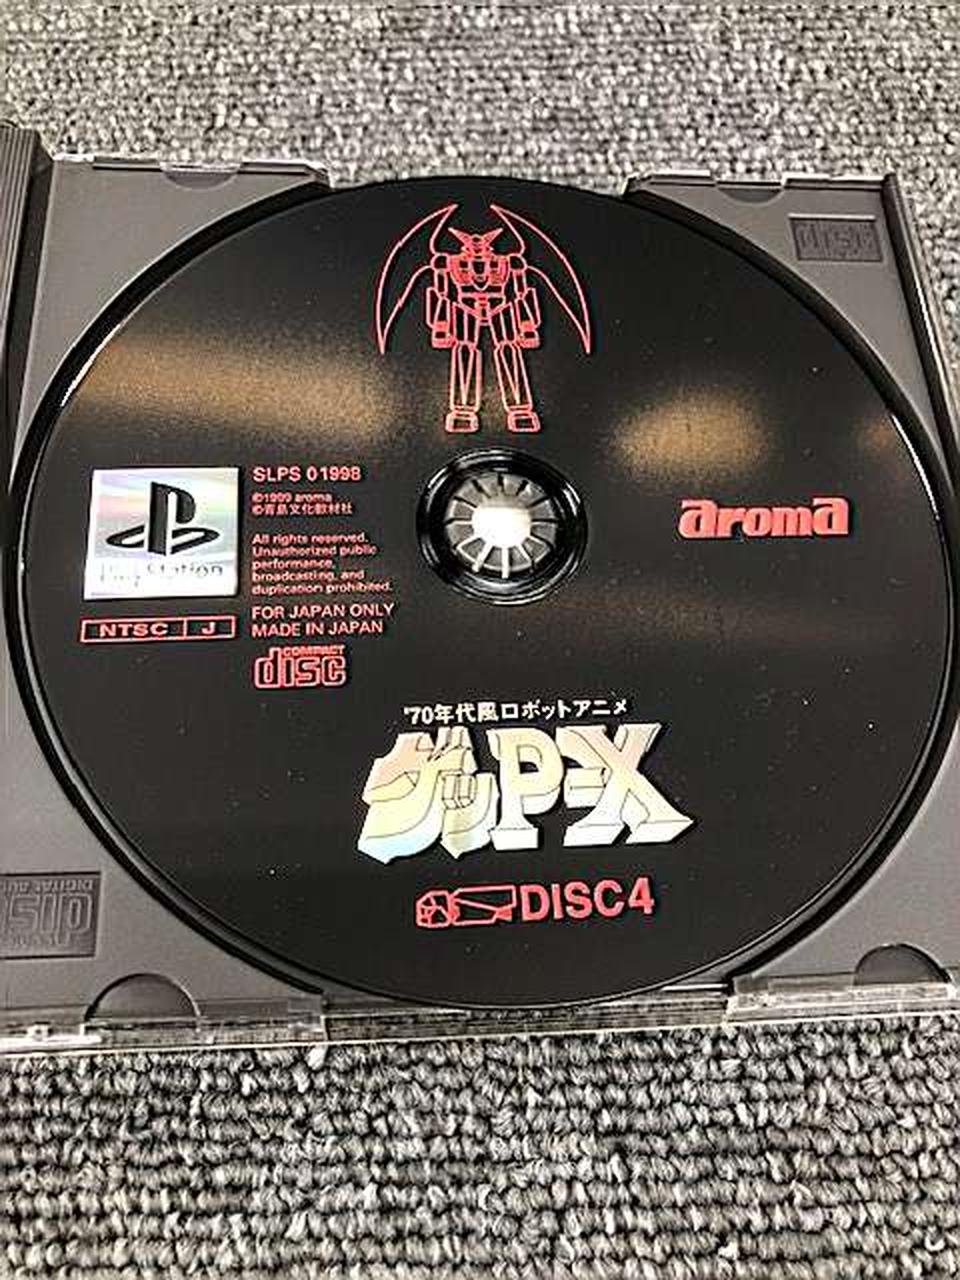 SLPS 01998
©1999 aroma
©青島文化教材社
All rights reserved.
Unauthorized public
performance,
broadcasting, and
duplication prohibited.
FOR JAPAN ONLY
MADE IN JAPAN
PlayStation
NTSC J
COMPACT
disc
aroma
'70年代風ロボットアニメ
ゲッP-X
DISC4
disc